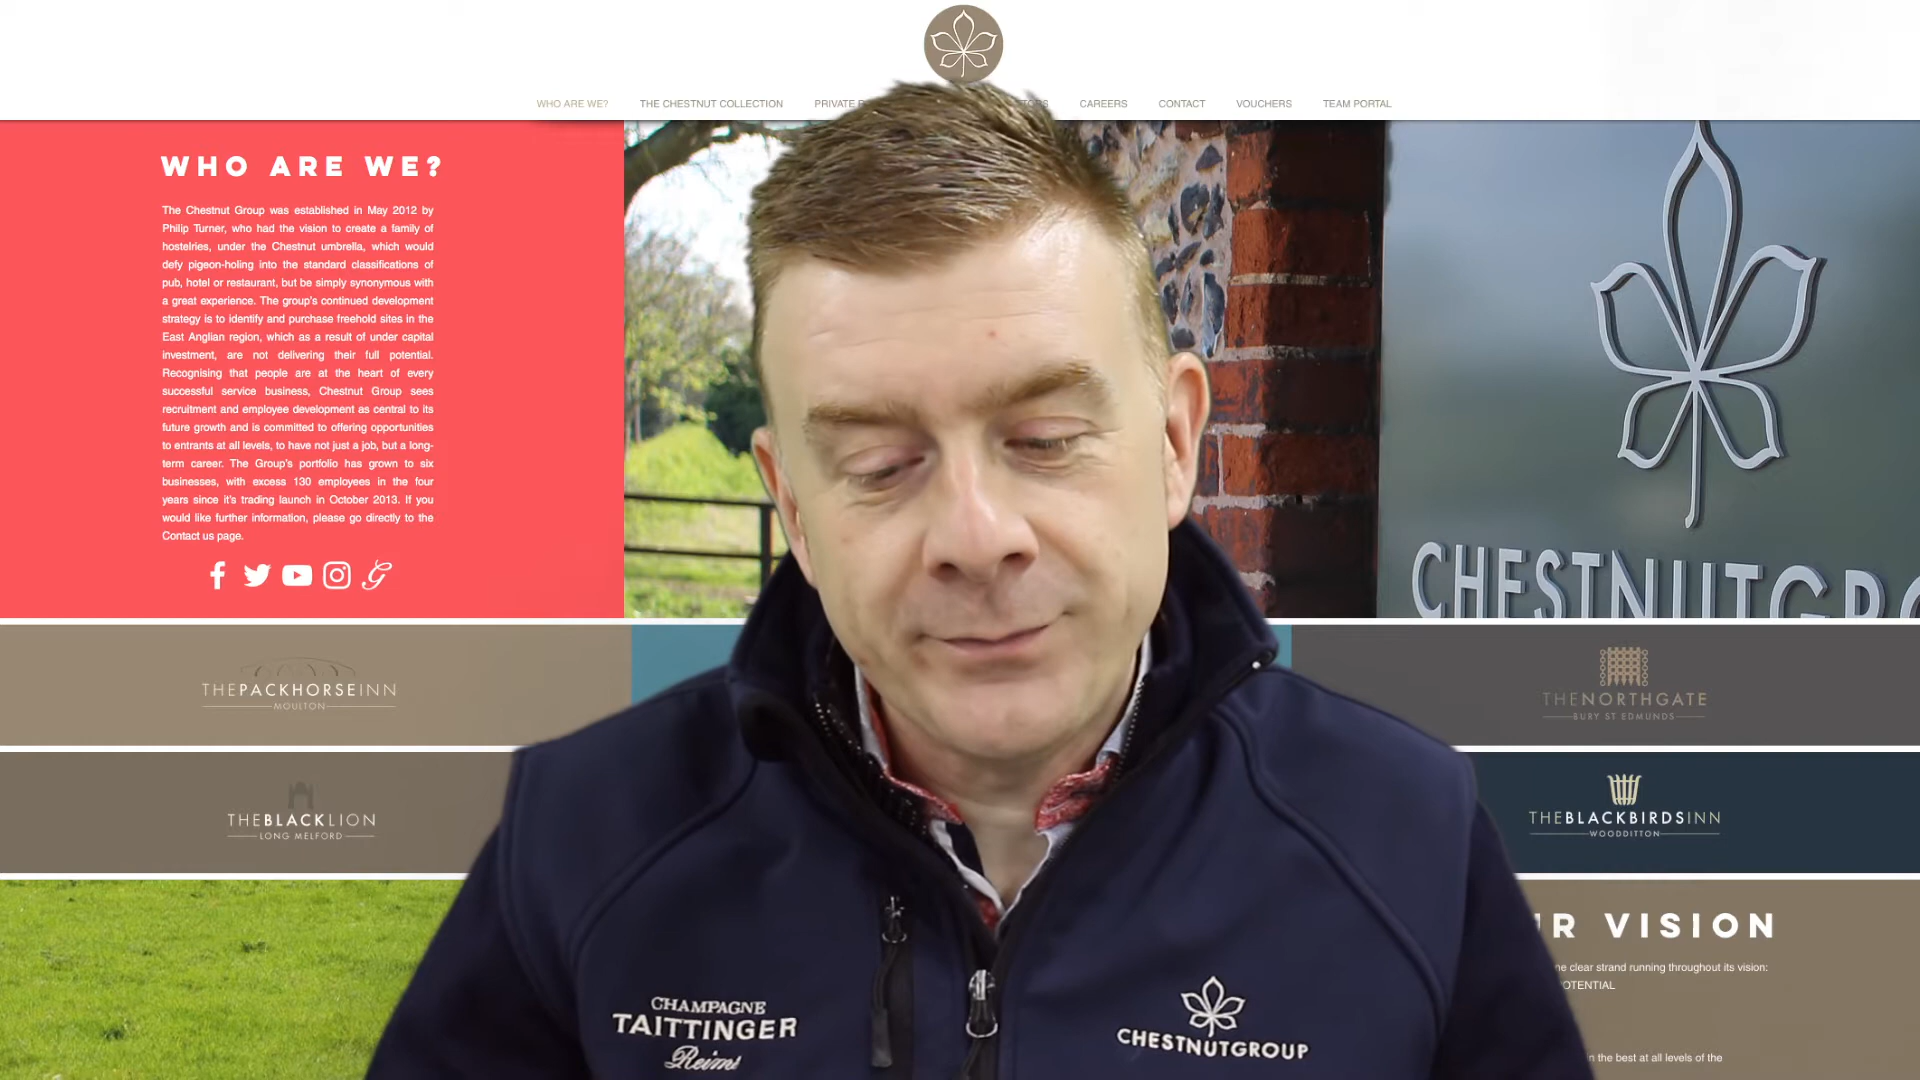 WHO ARE WE?
THE CHESTNUT COLLECTION
PRIVATE
CAREERS
CONTACT
VOUCHERS
TEAM PORTAL
WHO ARE WE?
The Chestnut Group was established in May 2012 by
Philip Turner, who had the vision to create a family of
hostelries, under the Chestnut umbrella, which would
defy pigeon-holing into the standard classifications of
pub, hotel or restaurant, but be simply synonymous with
a great experience. The group's continued development
strategy is to identify and purchase freehold sites in the
East Anglian region, which as a result of under capital
investment, are not delivering their full potential.
Recognising that people are at the heart of every
successful service business, Chestnut Group sees
recruitment and employee development as central to its
future growth and is committed to offering opportunities
to entrants at all levels, to have not just a job, but a long-
term career. The Group's portfolio has grown to six
businesses, with excess 130 employees in the four
years since it's trading launch in October 2013. If you
would like further information, please go directly to the
Contact us page.
CHESTNUTGR
THEPACKHORSEINN
MOULTON
THENORTHGATE
BURY ST EDMUNDS
THEBLACKLION
LONG MELFORD
THEBLACKBIRDSINN
WOODDITTON
VISION
clear strand running throughout its vision:
in the best at all levels of the
CHAMPAGNE
TAITTINGER
Reims
CHESTNUTGROUP